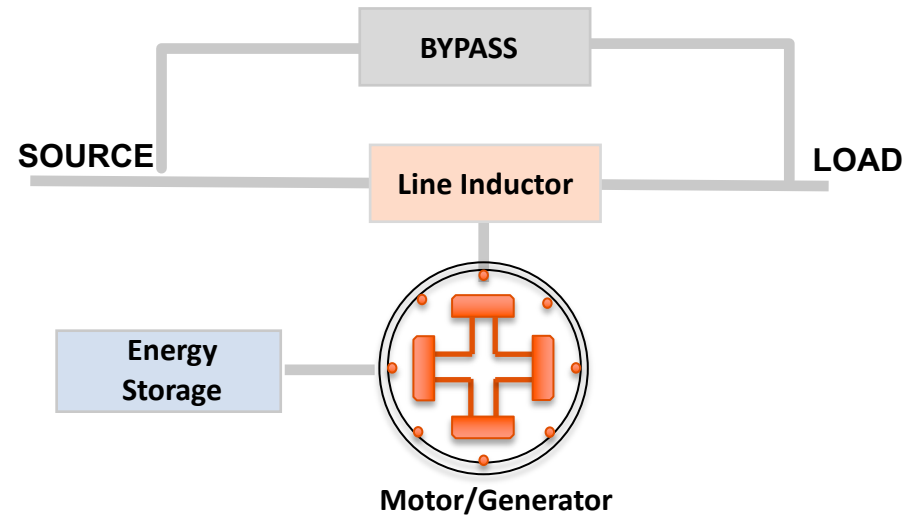 BYPASS
SOURCE
Line Inductor
LOAD
Energy
Storage
Motor/Generator